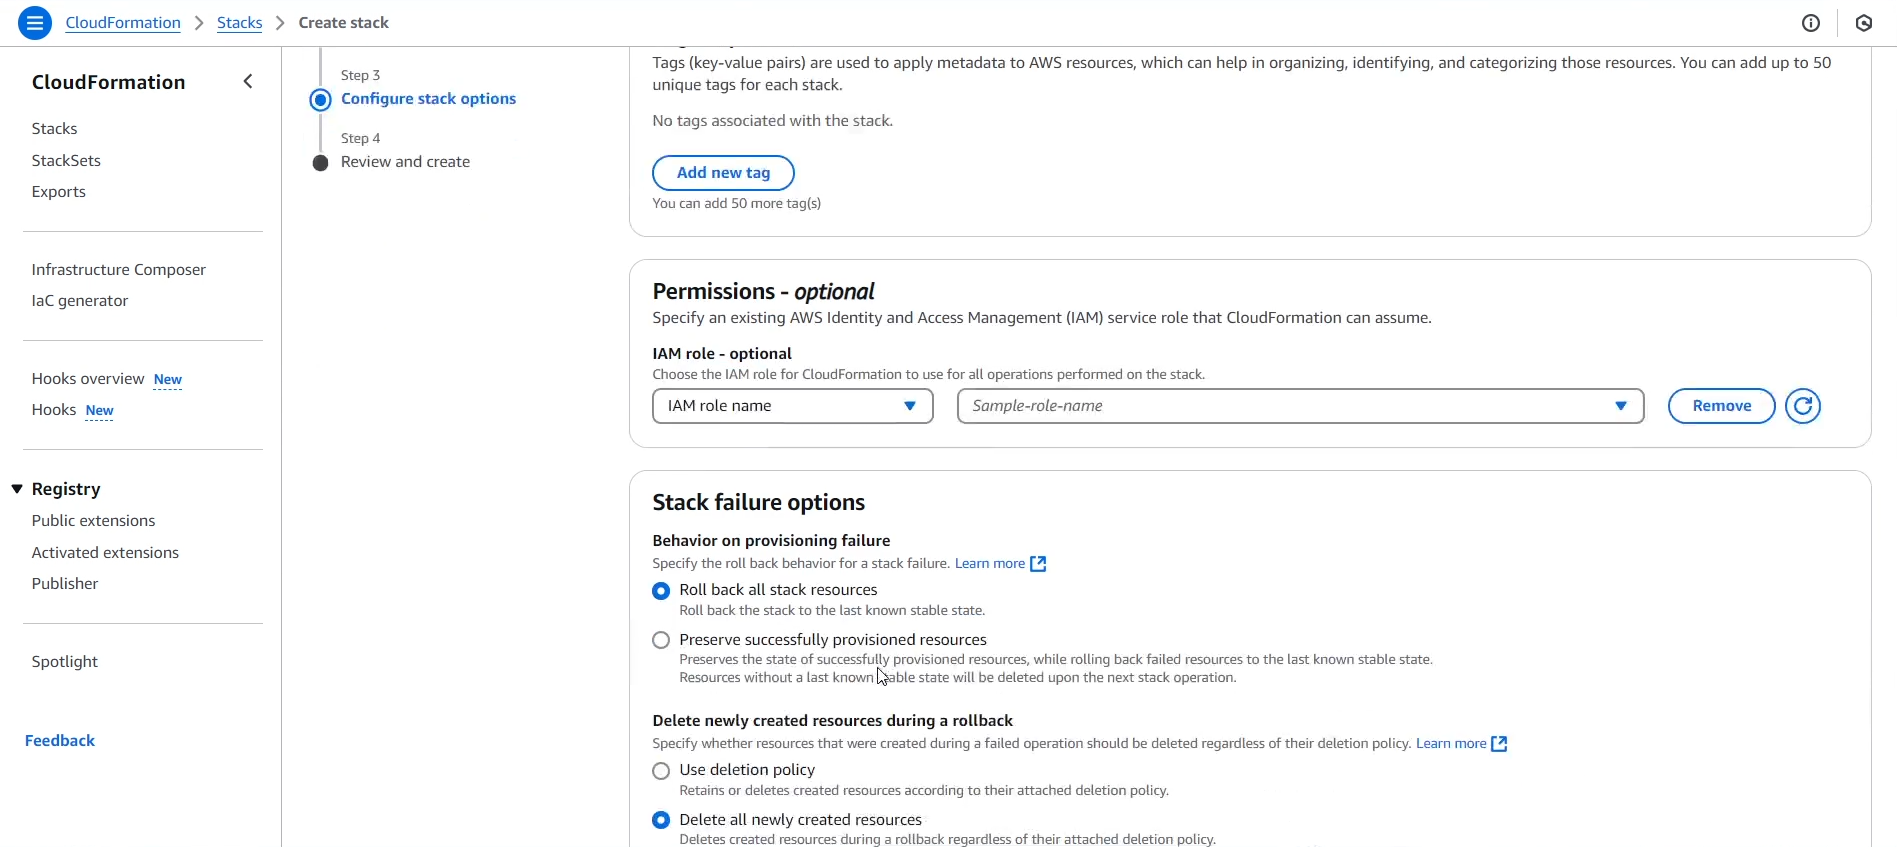 CloudFormation
Stacks
Create stack
CloudFormation
Stacks
StackSets
Exports
Infrastructure Composer
IaC generator
Hooks overview New
Hooks New
Registry
Public extensions
Activated extensions
Publisher
Spotlight
Feedback
Step 3
Configure stack options
Step 4
Review and create
Tags (key-value pairs) are used to apply metadata to AWS resources, which can help in organizing, identifying, and categorizing those resources. You can add up to 50
unique tags for each stack.
No tags associated with the stack.
Add new tag
You can add 50 more tag(s)
Permissions - optional
Specify an existing AWS Identity and Access Management (IAM) service role that CloudFormation can assume.
IAM role - optional
Choose the IAM role for CloudFormation to use for all operations performed on the stack.
IAM role name
Sample-role-name
Remove
Stack failure options
Behavior on provisioning failure
Specify the roll back behavior for a stack failure. Learn more
Roll back all stack resources
Roll back the stack to the last known stable state.
Preserve successfully provisioned resources
Preserves the state of successfully provisioned resources, while rolling back failed resources to the last known stable state.
Resources without a last known stable state will be deleted upon the next stack operation.
Delete newly created resources during a rollback
Specify whether resources that were created during a failed operation should be deleted regardless of their deletion policy. Learn more
Use deletion policy
Retains or deletes created resources according to their attached deletion policy.
Delete all newly created resources
Deletes created resources during a rollback regardless of their attached deletion policy.